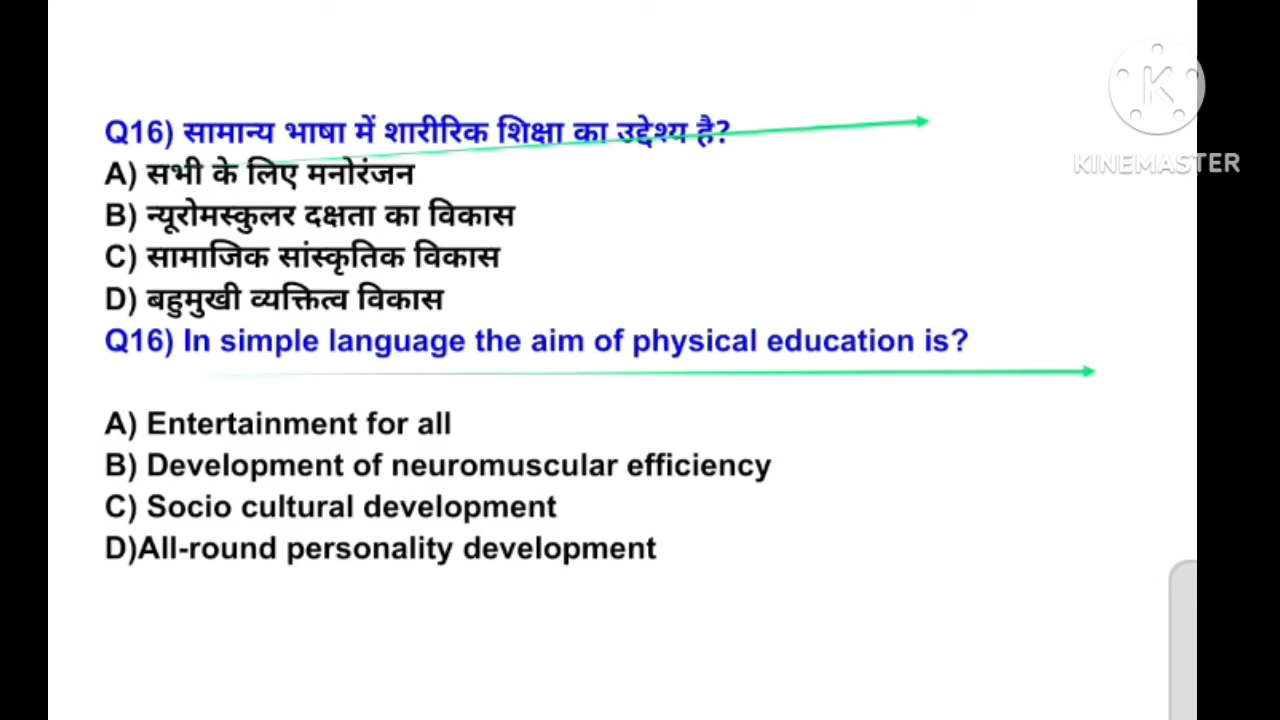 Q16) सामान्य भाषा में शारीरिक शिक्षा का उद्देश्य है?
A) सभी के लिए मनोरंजन
B) न्यूरोमस्कुलर दक्षता का विकास
C) सामाजिक सांस्कृतिक विकास
D) बहुमुखी व्यक्तित्व विकास
Q16) In simple language the aim of physical education is?
A) Entertainment for all
B) Development of neuromuscular efficiency
C) Socio cultural development
D)All-round personality development
K
KINEMASTER